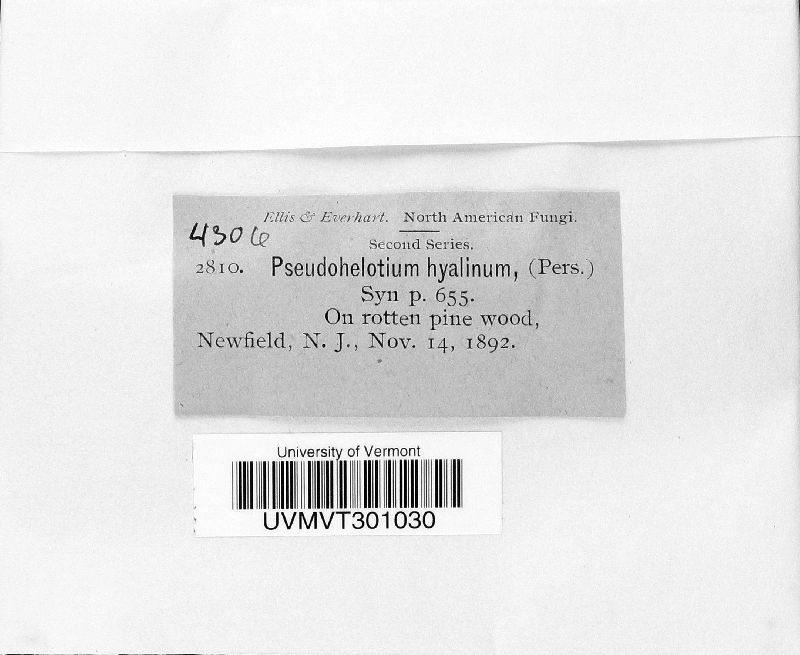 Ellis & Everhart. North American Fungi.
4306
Second Series.
2810. Pseudohelotium hyalinum, (Pers.)
Syn p. 655.
On rotten pine wood,
Newfield, N. J., Nov. 14, 1892.
University of Vermont
UVMVT301030